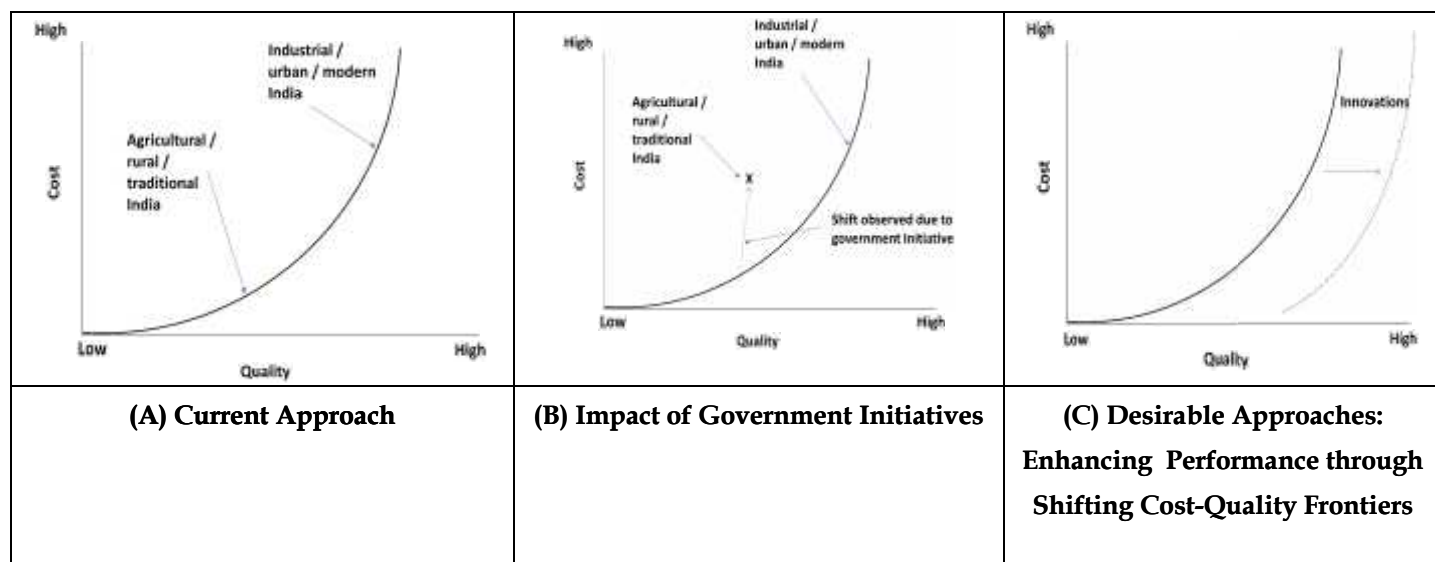 High
Industrial /
urban / modern
India
Agricultural /
rural /
traditional
India
Cost
Low
High
Quality
High
Industrial /
urban / modern
India
Agricultural /
rural /
traditional
India
Cost
X
Shift observed due to
government Initiative
Low
High
Quality
High
Innovations
Cost
Low
High
Quality
(A) Current Approach
(B) Impact of Government Initiatives
(C) Desirable Approaches:
Enhancing Performance through
Shifting Cost-Quality Frontiers